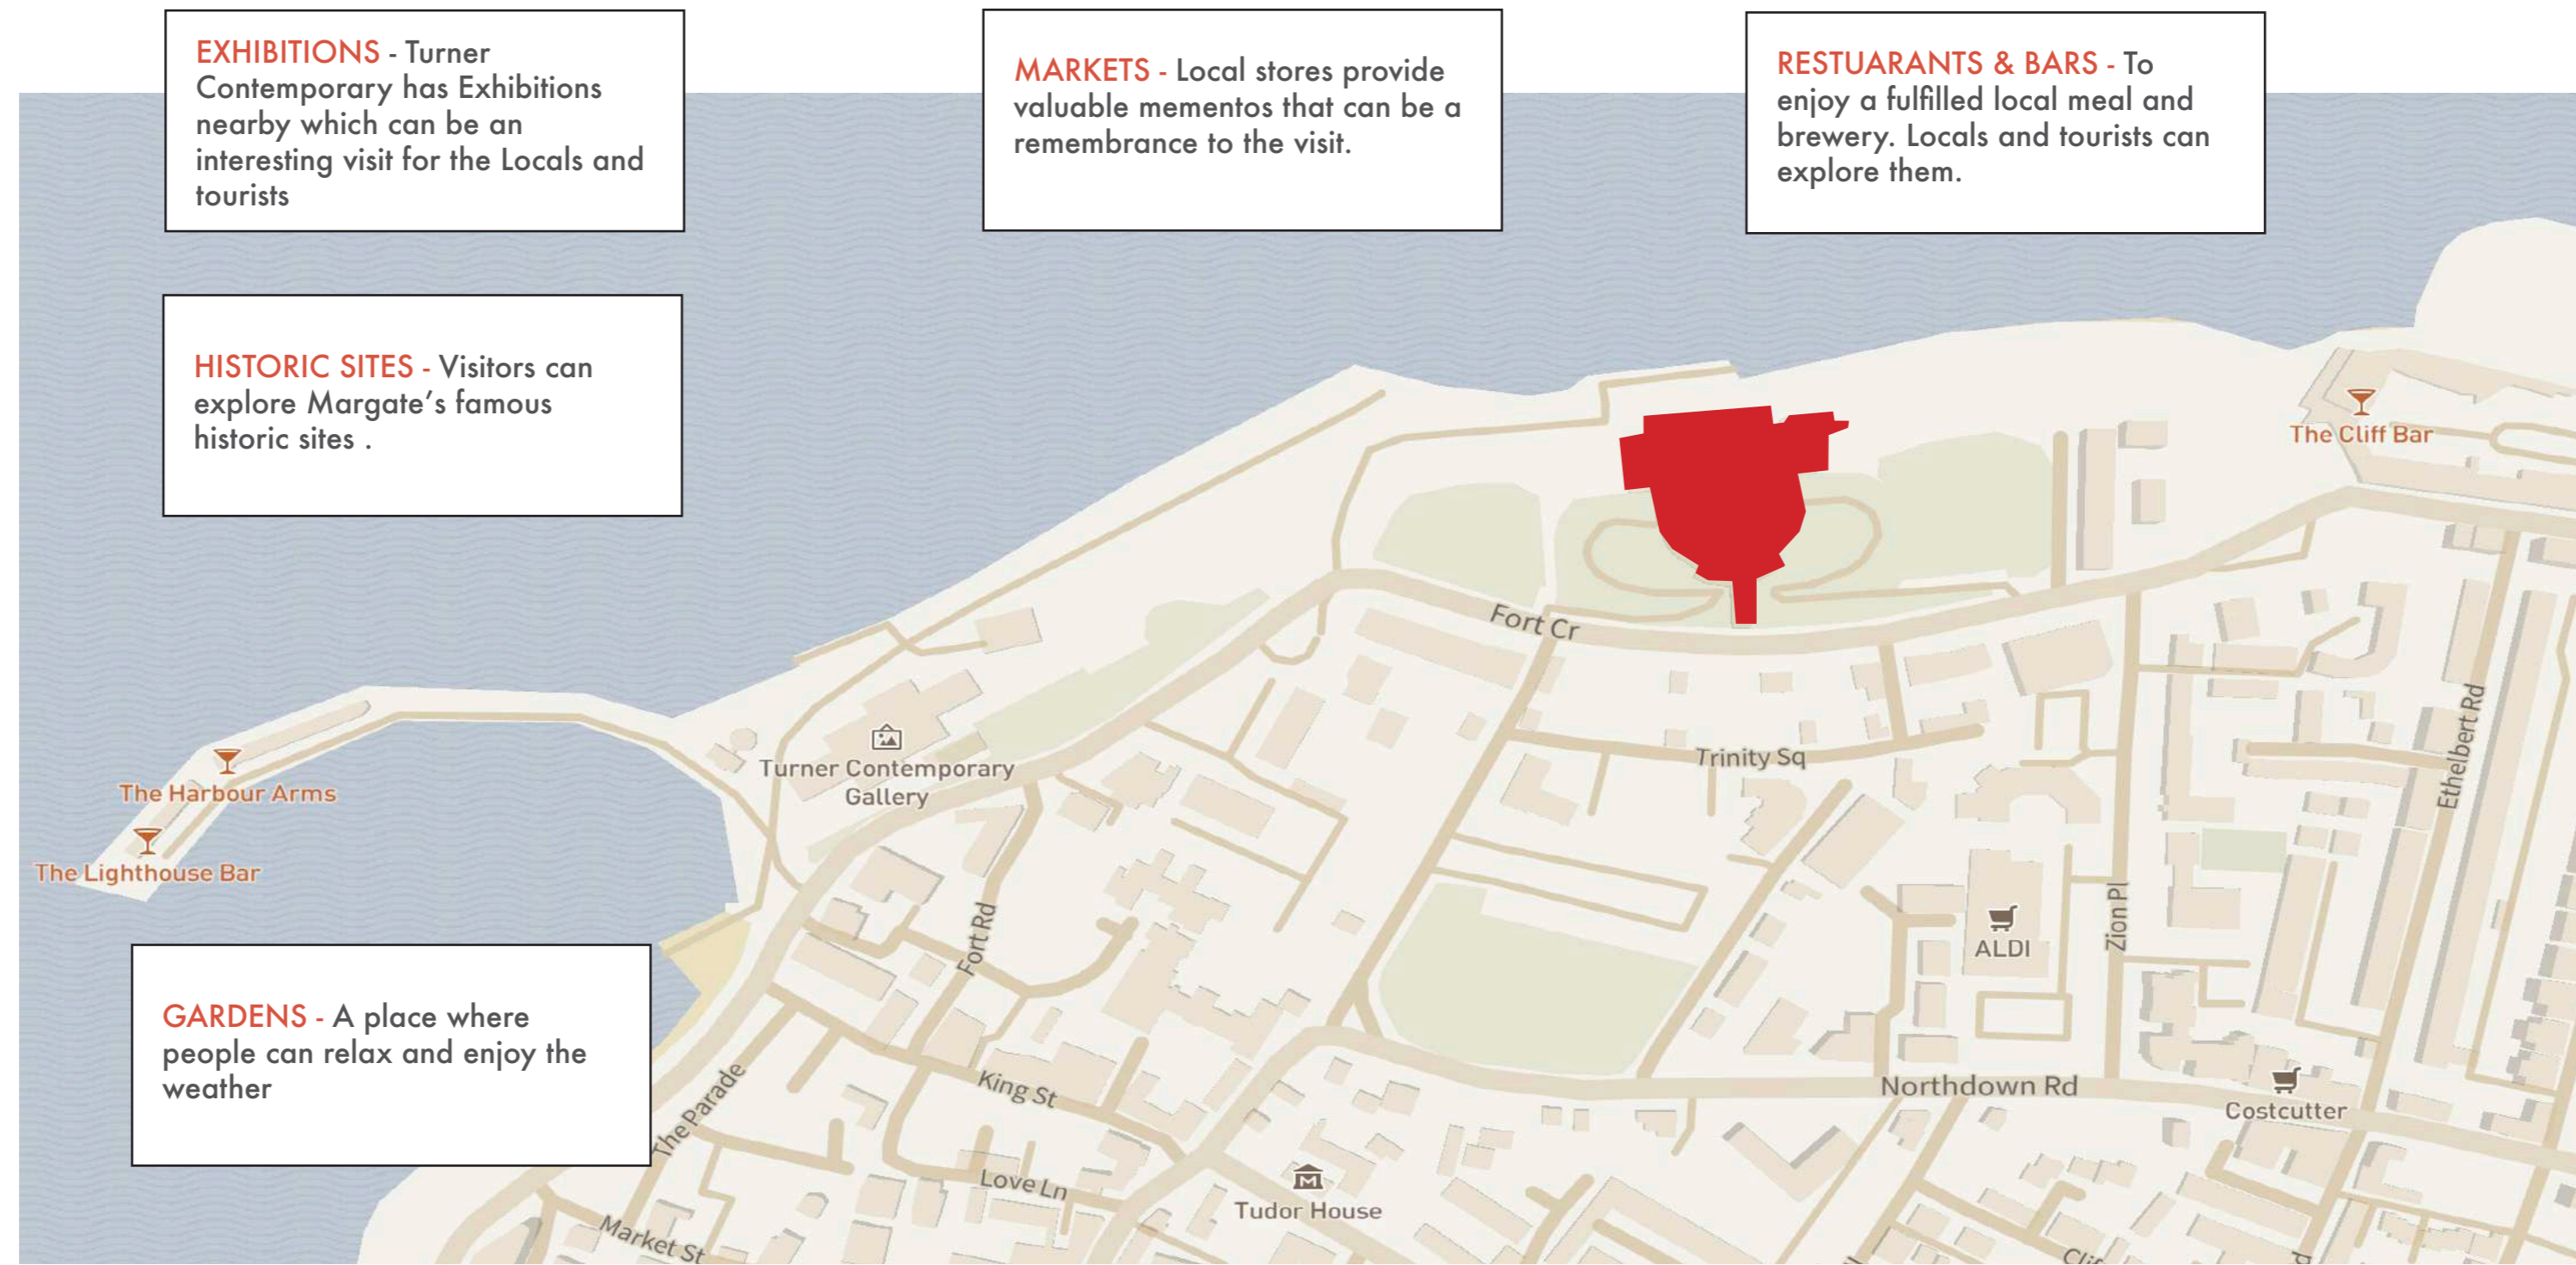 EXHIBITIONS - Turner
Contemporary has Exhibitions
nearby which can be an
interesting visit for the Locals and
tourists
MARKETS - Local stores provide
valuable mementos that can be a
remembrance to the visit.
RESTUARANTS & BARS - To
enjoy a fulfilled local meal and
brewery. Locals and tourists can
explore them.
HISTORIC SITES - Visitors can
explore Margate's famous
historic sites .
The Cliff Bar
Fort Cr
Turner Contemporary
Gallery
Trinity Sq
Ethelbert Rd
The Harbour Arms
The Lighthouse Bar
Fort Rd
ALDI
Zion Pl
GARDENS - A place where
people can relax and enjoy the
weather
The Parade
King St
Northdown Rd
Costcutter
Love Ln
Tudor House
Market St